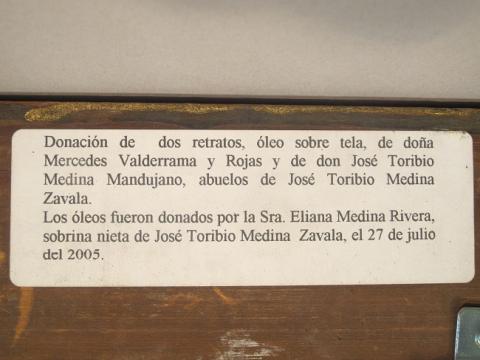 Donación de dos retratos, óleo sobre tela, de doña
Mercedes Valderrama y Rojas y de don José Toribio
Medina Mandujano, abuelos de José Toribio Medina
Zavala.
Los óleos fueron donados por la Sra. Eliana Medina Rivera,
sobrina nieta de José Toribio Medina Zavala, el 27 de julio
del 2005.